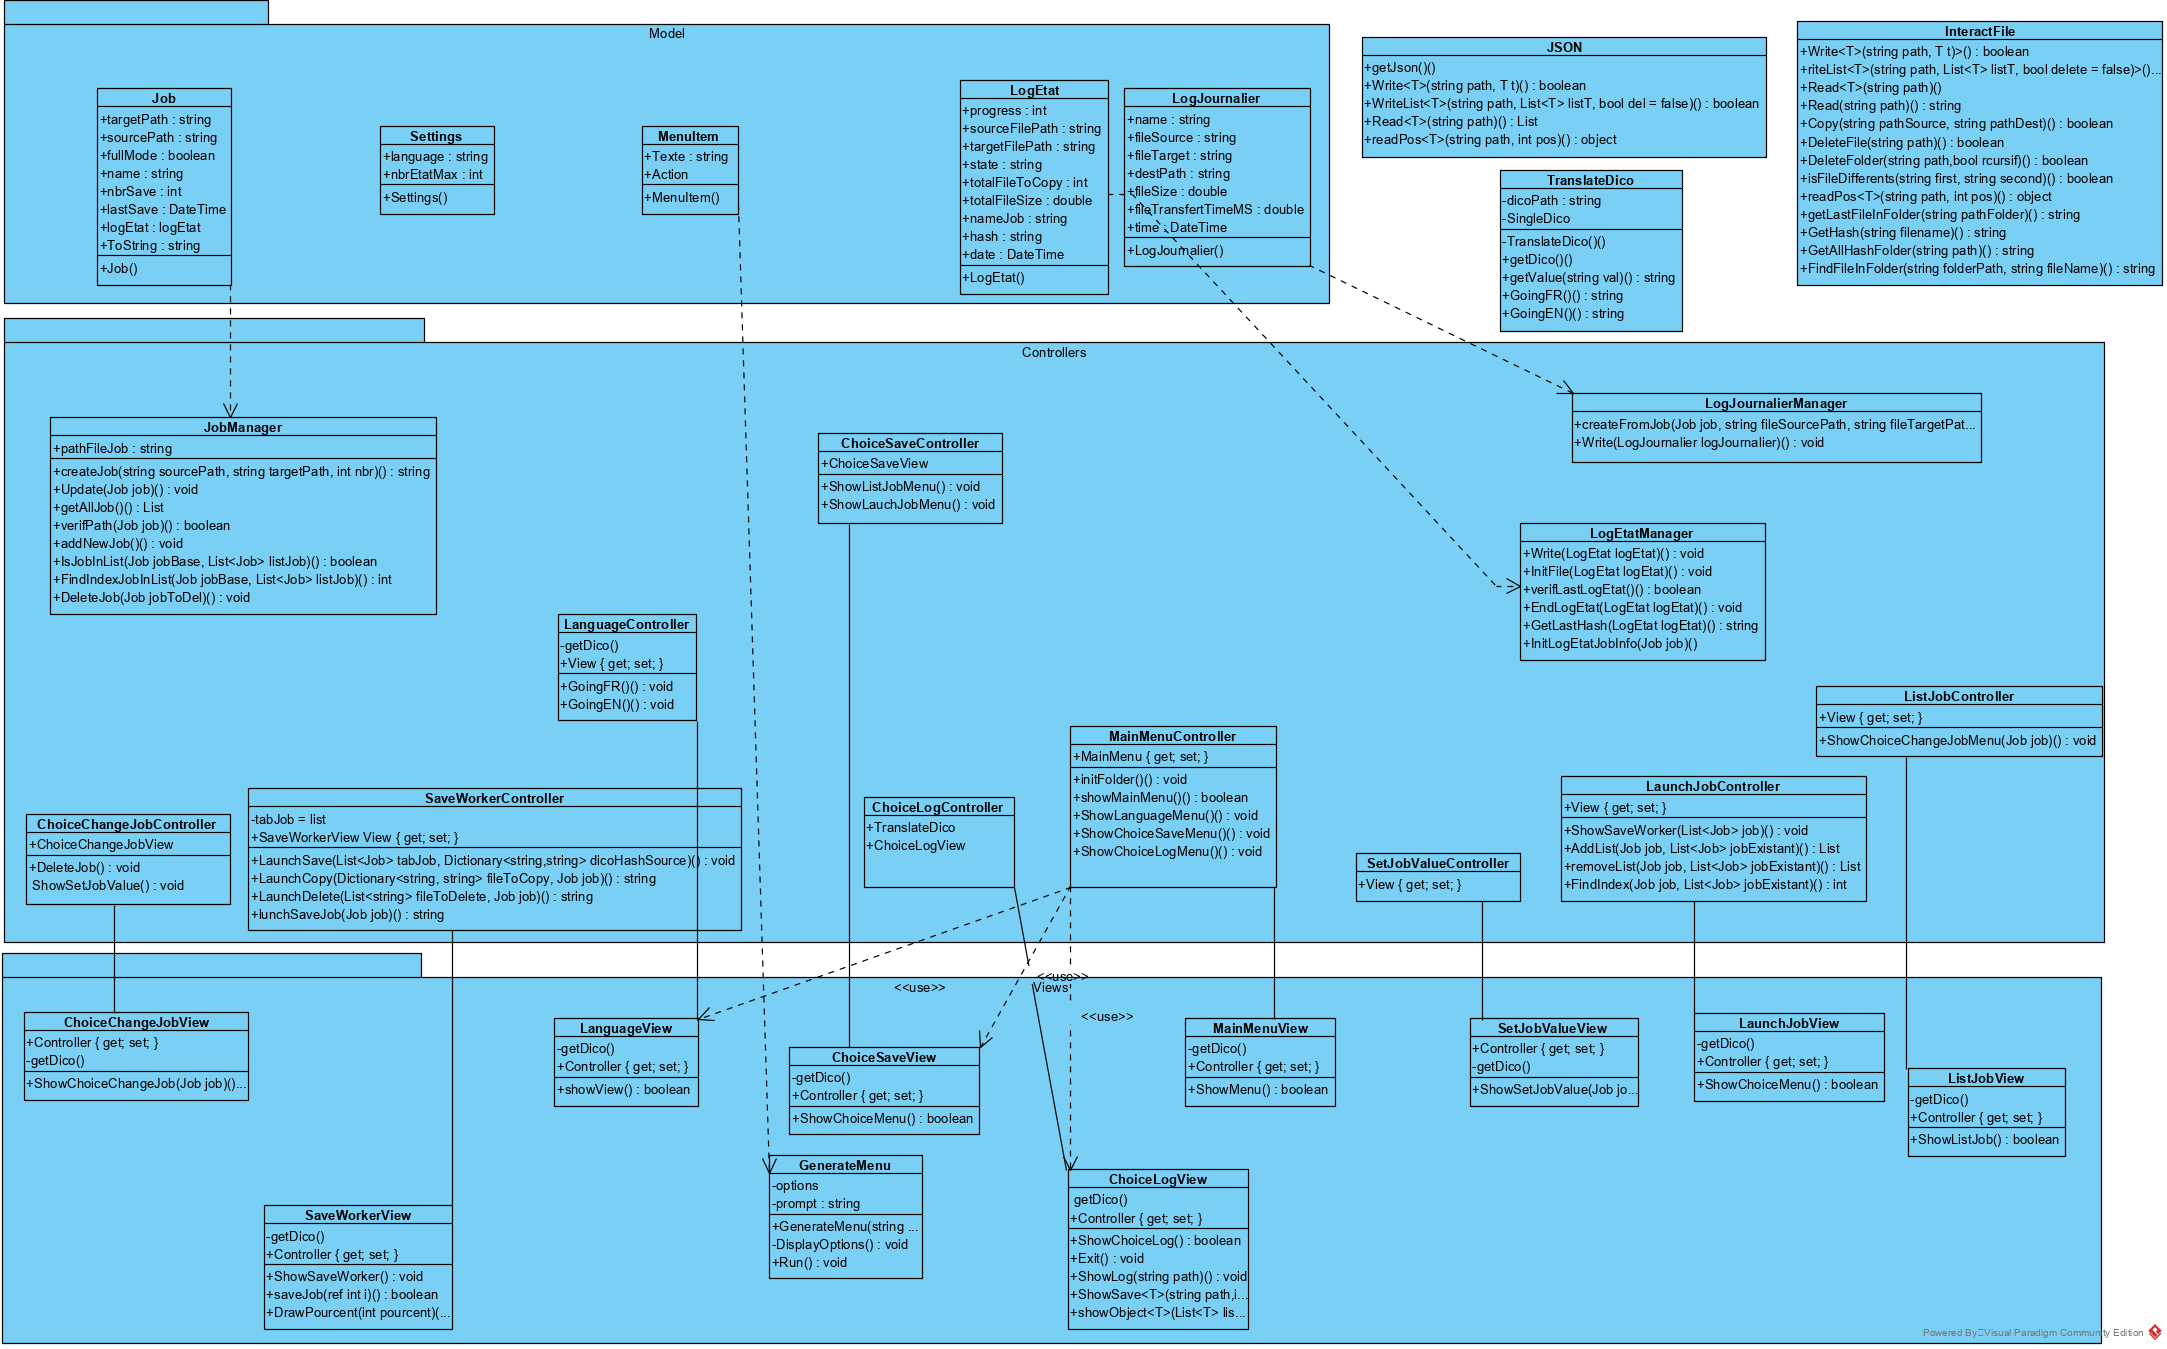 Model
Job
+targetPath : string
+sourcePath : string
+fullMode : boolean
+name : string
+nbrSave : int
+lastSave : DateTime
+logEtat : logEtat
+ToString : string
+Job()
Settings
+language : string
+nbrEtatMax : int
+Settings()
MenuItem
+Texte : string
+Action
+MenuItem()
LogEtat
+progress : int
+sourceFilePath : string
+targetFilePath : string
+state : string
+totalFileToCopy : int
+totalFileSize : double
+nameJob : string
+hash : string
+date : DateTime
+LogEtat()
LogJournalier
+name : string
+fileSource : string
+fileTarget : string
+destPath : string
+fileSize : double
+fileTransfertTimeMS : double
+time : DateTime
+LogJournalier()
JSON
+getJson()()
+Write<T>(string path, T t)() : boolean
+WriteList<T>(string path, List<T> listT, bool del = false)() : boolean
+Read<T>(string path)() : List
+readPos<T>(string path, int pos)() : object
TranslateDico
-dicoPath : string
-SingleDico
-TranslateDico()()
+getDico()()
+getValue(string val)() : string
+GoingFR()() : string
+GoingEN()() : string
InteractFile
+Write<T>(string path, T t)>() : boolean
+riteList<T>(string path, List<T> listT, bool delete = false)>()...
+Read<T>(string path)()
+Read(string path)() : string
+Copy(string pathSource, string pathDest)() : boolean
+DeleteFile(string path)() : boolean
+DeleteFolder(string path,bool rcursif)() : boolean
+isFileDifferents(string first, string second)() : boolean
+readPos<T>(string path, int pos)() : object
+getLastFileInFolder(string pathFolder)() : string
+GetHash(string filename)() : string
+GetAllHashFolder(string path)() : string
+FindFileInFolder(string folderPath, string fileName)() : string
Controllers
JobManager
+pathFileJob : string
+createJob(string sourcePath, string targetPath, int nbr)() : string
+Update(Job job)() : void
+getAllJob()() : List
+verifPath(Job job)() : boolean
+addNewJob()() : void
+IsJobInList(Job jobBase, List<Job> listJob)() : boolean
+FindIndexJobInList(Job jobBase, List<Job> listJob)() : int
+DeleteJob(Job jobToDel)() : void
ChoiceSaveController
+ChoiceSaveView
+ShowListJobMenu() : void
+ShowLauchJobMenu() : void
LogJournalierManager
+createFromJob(Job job, string fileSourcePath, string fileTargetPat...
+Write(LogJournalier logJournalier)() : void
LogEtatManager
+Write(LogEtat logEtat)() : void
+InitFile(LogEtat logEtat)() : void
+verifLastLogEtat()() : boolean
+EndLogEtat(LogEtat logEtat)() : void
+GetLastHash(LogEtat logEtat)() : string
+InitLogEtatJobInfo(Job job)()
LanguageController
-getDico()
+View { get; set; }
+GoingFR()() : void
+GoingEN()() : void
ListJobController
+View { get; set; }
+ShowChoiceChangeJobMenu(Job job)() : void
MainMenuController
+MainMenu { get; set; }
+initFolder()() : void
+showMainMenu()() : boolean
+ShowLanguageMenu()() : void
+ShowChoiceSaveMenu()() : void
+ShowChoiceLogMenu()() : void
LaunchJobController
+View { get; set; }
+ShowSaveWorker(List<Job> job)() : void
+AddList(Job job, List<Job> jobExistant)() : List
+removeList(Job job, List<Job> jobExistant)() : List
+FindIndex(Job job, List<Job> jobExistant)() : int
SaveWorkerController
-tabJob = list
+SaveWorkerView View { get; set; }
+LaunchSave(List<Job> tabJob, Dictionary<string,string> dicoHashSource)() : void
+LaunchCopy(Dictionary<string, string> fileToCopy, Job job)() : string
+LaunchDelete(List<string> fileToDelete, Job job)() : string
+lunchSaveJob(Job job)() : string
ChoiceLogController
+TranslateDico
+ChoiceLogView
ChoiceChangeJobController
+ChoiceChangeJobView
+DeleteJob() : void
ShowSetJobValue() : void
SetJobValueController
+View { get; set; }
<<use>>
<<use>>
<<use>>
Views
ChoiceChangeJobView
+Controller { get; set; }
-getDico()
+ShowChoiceChangeJob(Job job)()...
LanguageView
-getDico()
+Controller { get; set; }
+showView() : boolean
ChoiceSaveView
-getDico()
+Controller { get; set; }
+ShowChoiceMenu() : boolean
MainMenuView
-getDico()
+Controller { get; set; }
+ShowMenu() : boolean
SetJobValueView
+Controller { get; set; }
-getDico()
+ShowSetJobValue(Job jo...
LaunchJobView
-getDico()
+Controller { get; set; }
+ShowChoiceMenu() : boolean
ListJobView
-getDico()
+Controller { get; set; }
+ShowListJob() : boolean
GenerateMenu
-options
-prompt : string
+GenerateMenu(string ...
-DisplayOptions() : void
+Run() : void
ChoiceLogView
getDico()
+Controller { get; set; }
+ShowChoiceLog() : boolean
+Exit() : void
+ShowLog(string path)() : void
+ShowSave<T>(string path,i...
+showObject<T>(List<T> lis...
SaveWorkerView
-getDico()
+Controller { get; set; }
+ShowSaveWorker() : void
+saveJob(ref int i)() : boolean
+DrawPourcent(int pourcent)(...
Powered By Visual Paradigm Community Edition